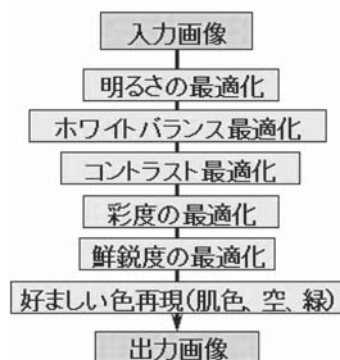 入力画像
明るさの最適化
ホワイトバランス最適化
コントラスト最適化
彩度の最適化
鮮鋭度の最適化
好ましい色再現(肌色、空、緑)
出力画像